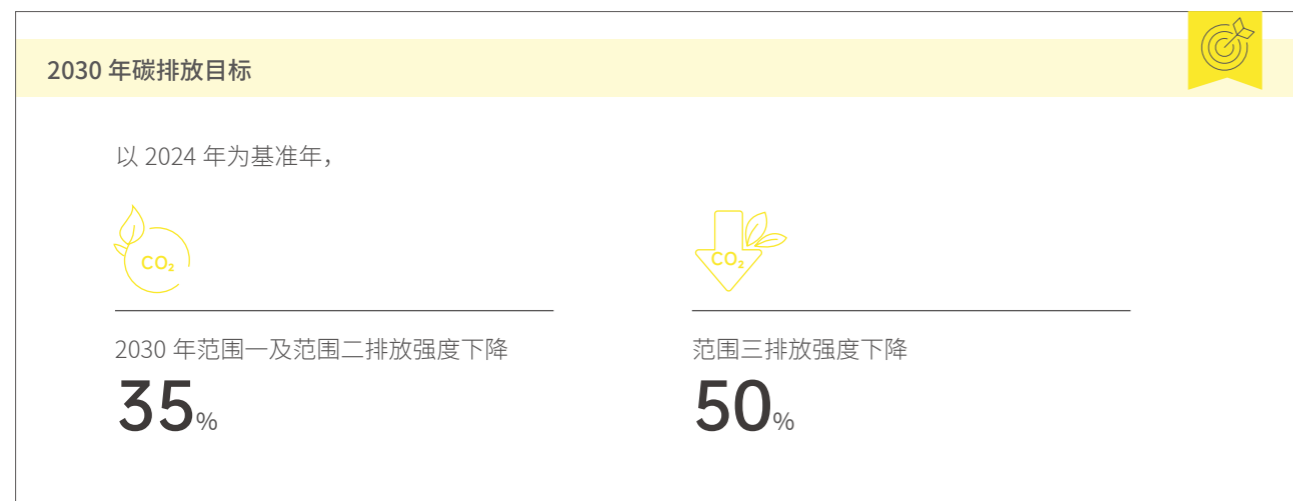 2030 年碳排放目标
以 2024 年为基准年，
CO₂
CO₂
2030 年范围一及范围二排放强度下降
范围三排放强度下降
35%
50%